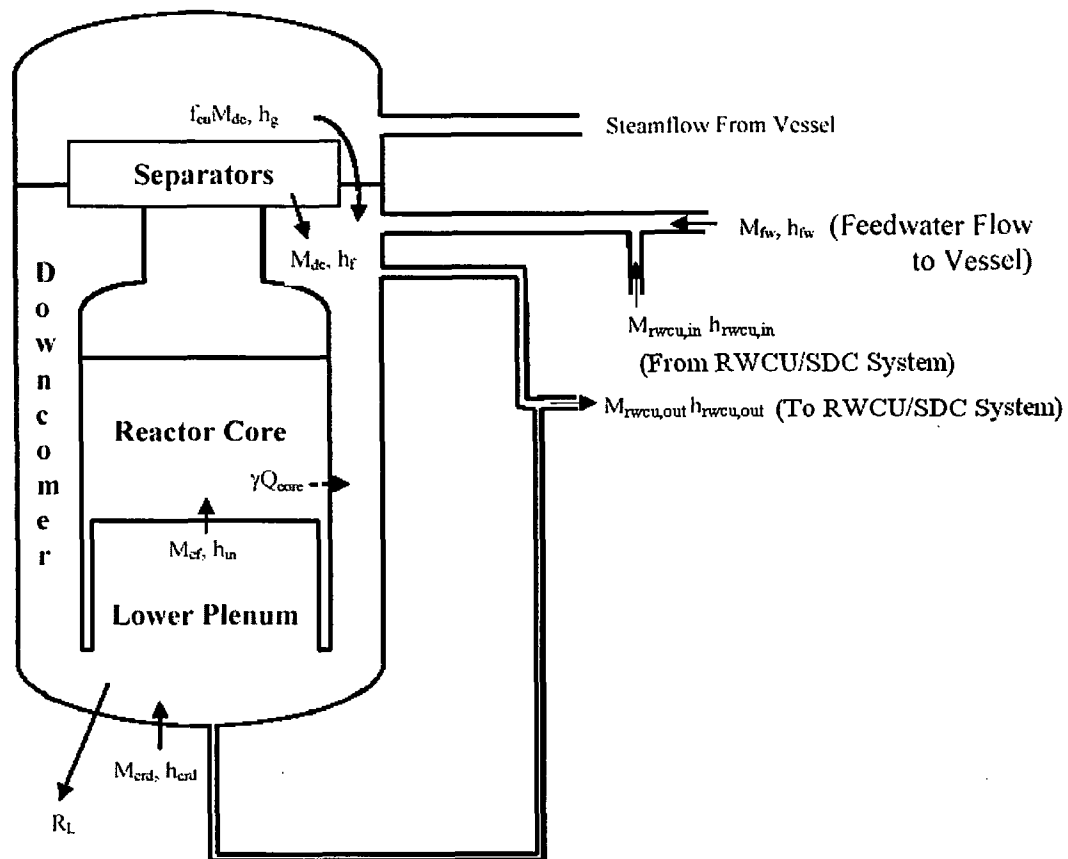 f_cu M_dc, h_g
Steamflow From Vessel
Separators
M_fw, h_fw (Feedwater Flow
to Vessel)
M_dc, h_f
Downcomer
M_rwcu,in h_rwcu,in
(From RWCU/SDC System)
M_rwcu,out h_rwcu,out (To RWCU/SDC System)
Reactor Core
γQ_core
M_cf, h_in
Lower Plenum
M_crd, h_crd
R_L